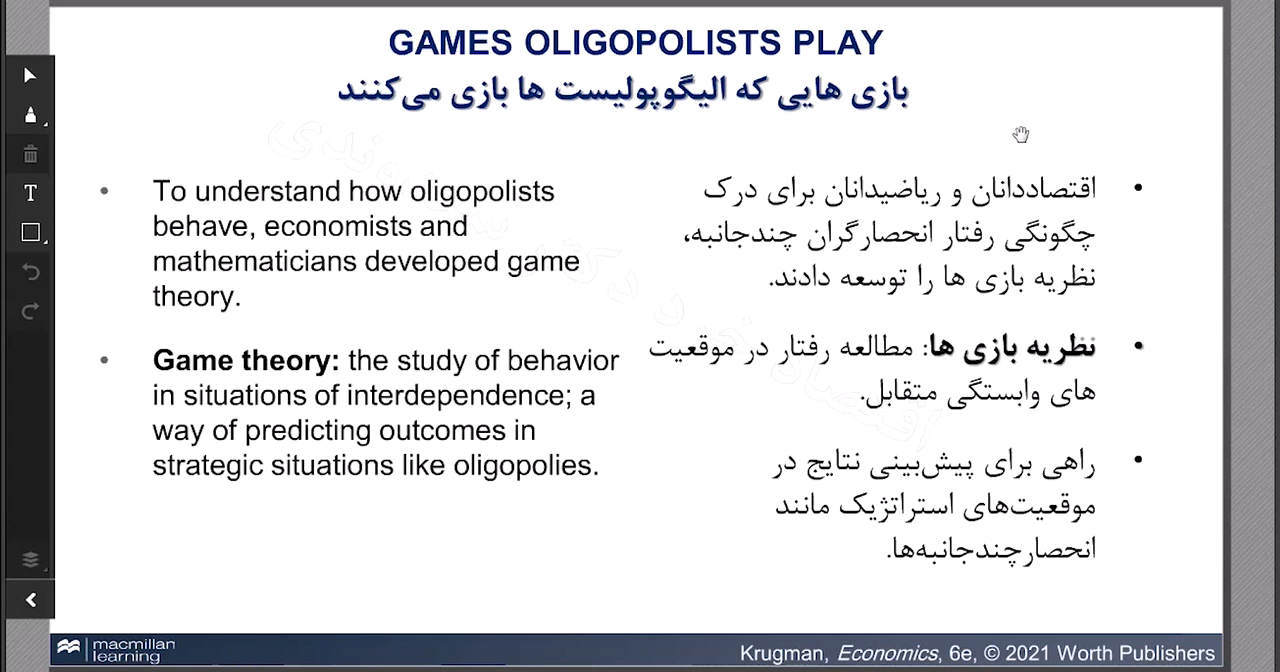 GAMES OLIGOPOLISTS PLAY
بازی هایی که الیگوپولیست ها بازی می‌کنند
• To understand how oligopolists
behave, economists and
mathematicians developed game
theory.
• Game theory: the study of behavior
in situations of interdependence; a
way of predicting outcomes in
strategic situations like oligopolies.
• اقتصاددانان و ریاضیدانان برای درک
چگونگی رفتار انحصارگران چندجانبه،
نظریه بازی ها را توسعه دادند.
• نظریه بازی ها: مطالعه رفتار در موقعیت
های وابستگی متقابل.
• راهی برای پیش‌بینی نتایج در
موقعیت‌های استراتژیک مانند
انحصارچندجانبه‌ها.
T
macmillan
learning
Krugman, Economics, 6e, © 2021 Worth Publishers